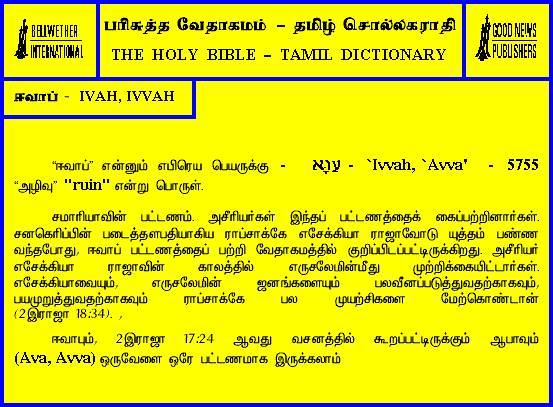 BELLWETHER
INTERNATIONAL
பரிசுத்த வேதாகமம் – தமிழ் சொல்லகராதி
THE HOLY BIBLE – TAMIL DICTIONARY
GOOD NEWS
PUBLISHERS
ஈவாப் - IVAH, IVVAH
“ஈவாப்” என்னும் எபிரெய பெயருக்கு - עַוָּא - `Ivvah, `Avva' - 5755
“அழிவு” "ruin" என்று பொருள்.
சமாரியாவின் பட்டணம். அசீரியர்கள் இந்தப் பட்டணத்தைக் கைப்பற்றினார்கள்.
சனகெரிப்பின் படைத்தளபதியாகிய ராப்சாக்கே எசேக்கியா ராஜாவோடு யுத்தம் பண்ண
வந்தபோது, ஈவாப் பட்டணத்தைப் பற்றி வேதாகமத்தில் குறிப்பிடப்பட்டிருக்கிறது. அசீரியர்
எசேக்கியா ராஜாவின் காலத்தில் எருசலேமின்மீது முற்றிக்கையிட்டார்கள்.
எசேக்கியாவையும், எருசலேமின் ஜனங்களையும் பலவீனப்படுத்துவதற்காகவும்,
பயமுறுத்துவதற்காகவும் ராப்சாக்கே பல முயற்சிகளை மேற்கொண்டான்
(2இராஜா 18:34). ,
ஈவாபும், 2இராஜா 17:24 ஆவது வசனத்தில் கூறப்பட்டிருக்கும் ஆபாவும்
(Ava, Avva) ஒருவேளை ஒரே பட்டணமாக இருக்கலாம்